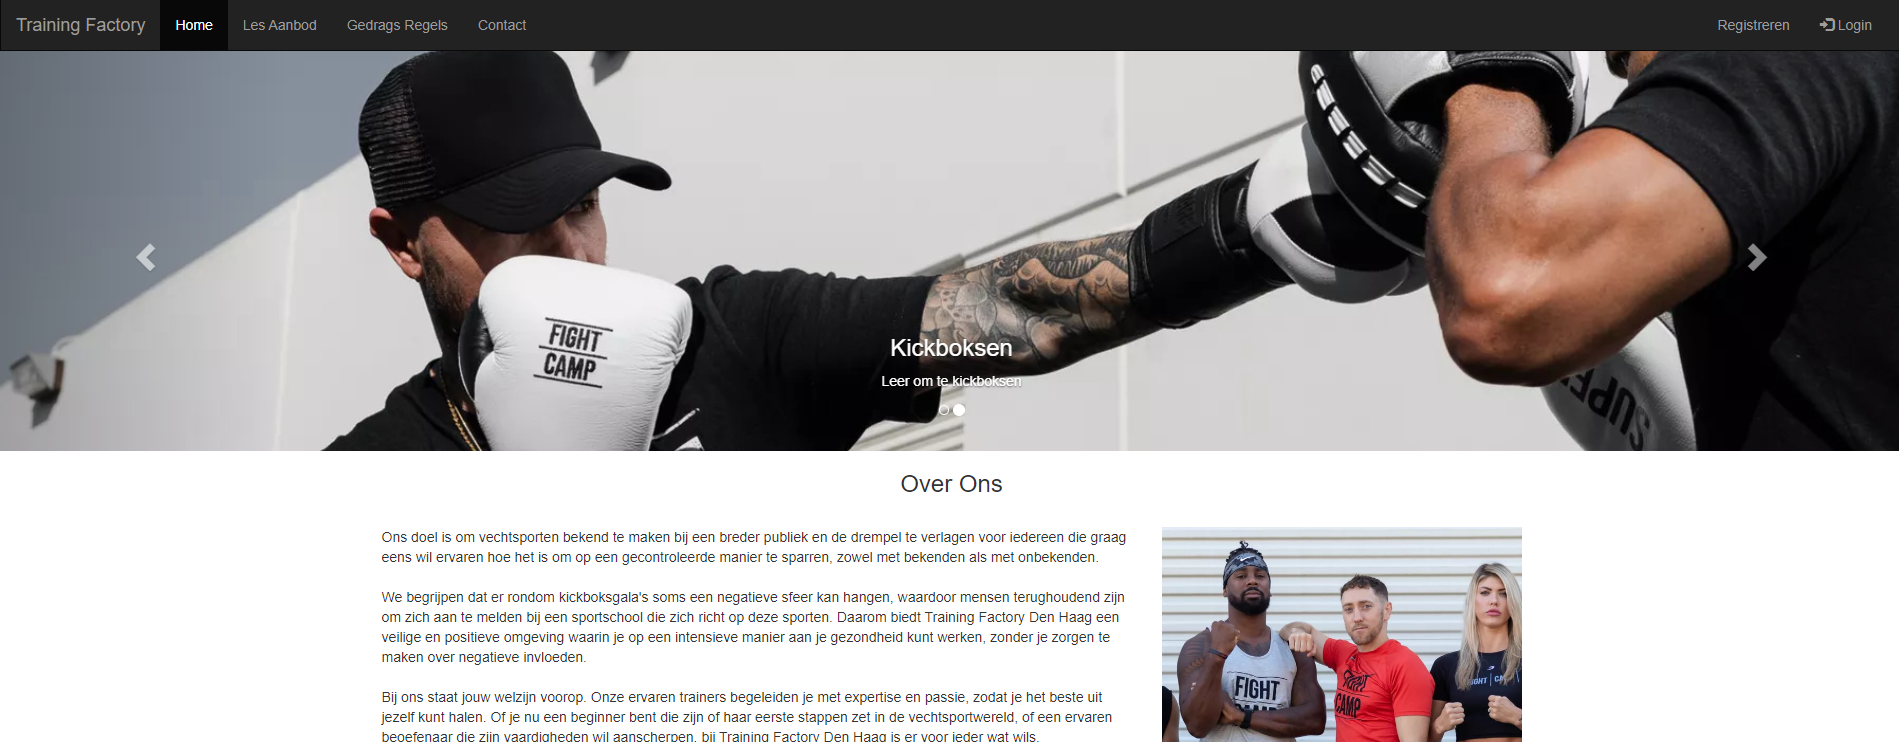 Training Factory
Home
Les Aanbod
Gedrags Regels
Contact
Registreren
Login
FIGHT
CAMP
SUPER
Kickboksen
Leer om te kickboksen
Over Ons
Ons doel is om vechtsporten bekend te maken bij een breder publiek en de drempel te verlagen voor iedereen die graag
eens wil ervaren hoe het is om op een gecontroleerde manier te sparren, zowel met bekenden als met onbekenden.
We begrijpen dat er rondom kickboksgala's soms een negatieve sfeer kan hangen, waardoor mensen terughoudend zijn
om zich aan te melden bij een sportschool die zich richt op deze sporten. Daarom biedt Training Factory Den Haag een
veilige en positieve omgeving waarin je op een intensieve manier aan je gezondheid kunt werken, zonder je zorgen te
maken over negatieve invloeden.
Bij ons staat jouw welzijn voorop. Onze ervaren trainers begeleiden je met expertise en passie, zodat je het beste uit
jezelf kunt halen. Of je nu een beginner bent die zijn of haar eerste stappen zet in de vechtsportwereld, of een ervaren
beoefenaar die zijn vaardigheden wil aanscherpen, bij Training Factory Den Haag is er voor ieder wat wils.
FIGHT
CAMP
FIGHT
CAMP